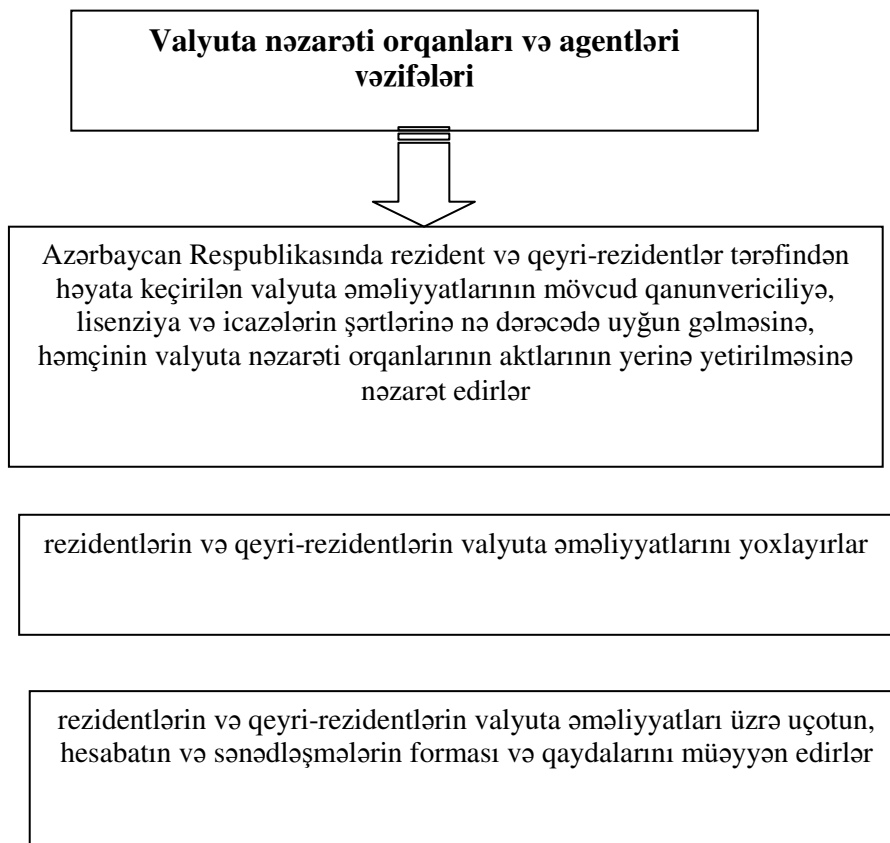 Valyuta nəzarəti orqanları və agentləri
vəzifələri
Azərbaycan Respublikasında rezident və qeyri-rezidentlər tərəfindən
həyata keçirilən valyuta əməliyyatlarının mövcud qanunvericiliyə,
lisenziya və icazələrin şərtlərinə nə dərəcədə uyğun gəlməsinə,
həmçinin valyuta nəzarəti orqanlarının aktlarının yerinə yetirilməsinə
nəzarət edirlər
rezidentlərin və qeyri-rezidentlərin valyuta əməliyyatlarını yoxlayırlar
rezidentlərin və qeyri-rezidentlərin valyuta əməliyyatları üzrə uçotun,
hesabatın və sənədləşmələrin forması və qaydalarını müəyyən edirlər